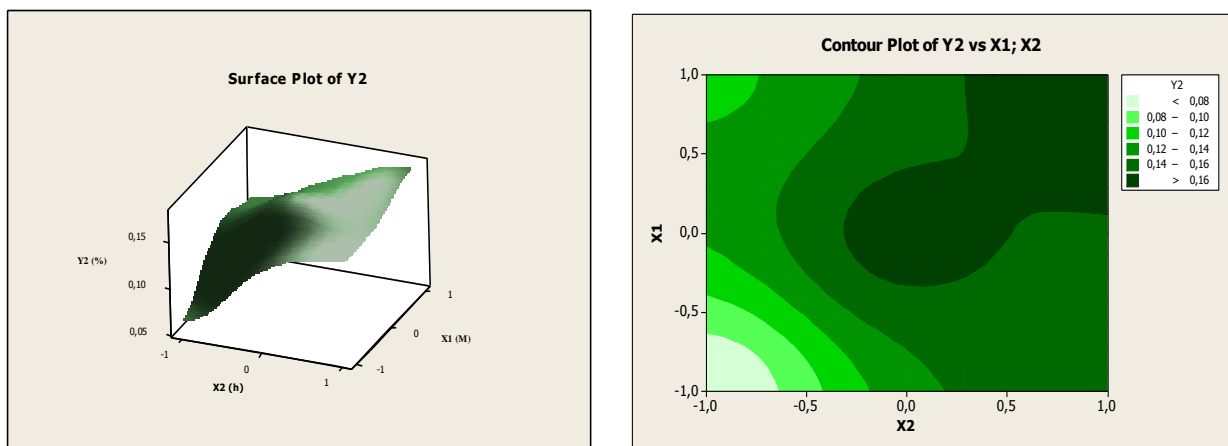 Surface Plot of Y2
0,15
Y2 (%)
0,10
0,05
-1
0
1
X2 (h)
-1
0
1
X1 (M)
Contour Plot of Y2 vs X1; X2
X1
1,0
0,5
0,0
-0,5
-1,0
-1,0 -0,5 0,0 0,5 1,0
X2
Y2
< 0,08
0,08 – 0,10
0,10 – 0,12
0,12 – 0,14
0,14 – 0,16
> 0,16